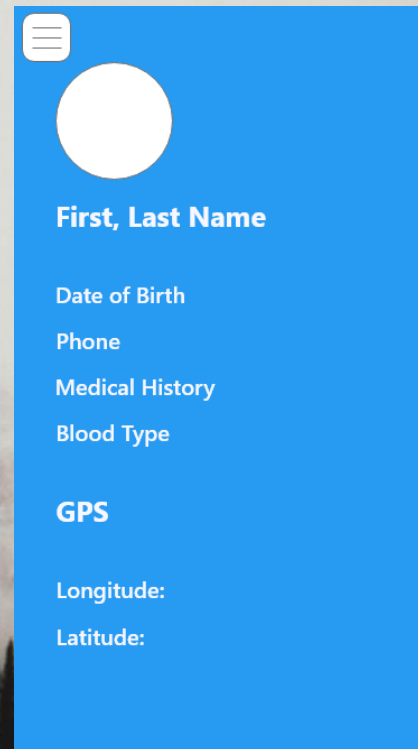 First, Last Name
Date of Birth
Phone
Medical History
Blood Type
GPS
Longitude:
Latitude: